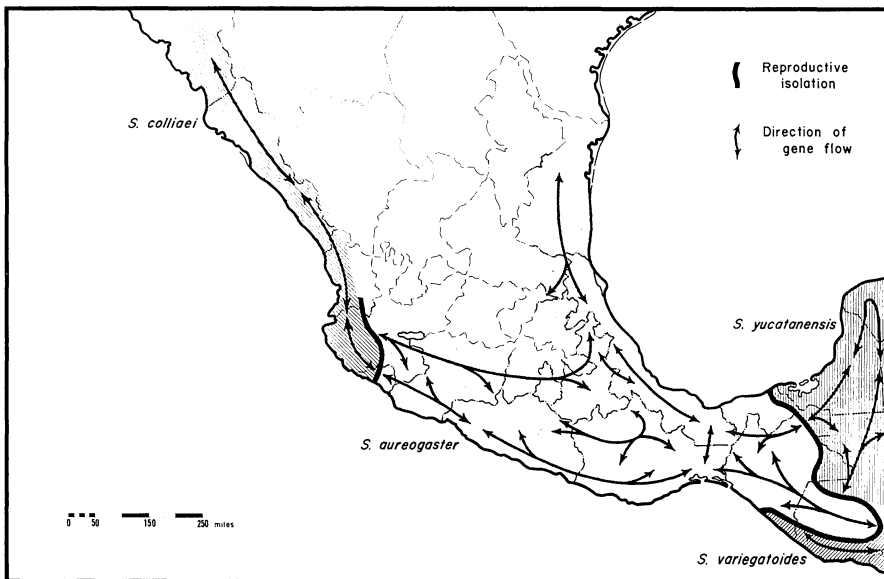 Reproductive
isolation
Direction of
gene flow
S. colliaei
S. yucatanensis
S. aureogaster
S. variegatoides
0 50 150 250 miles